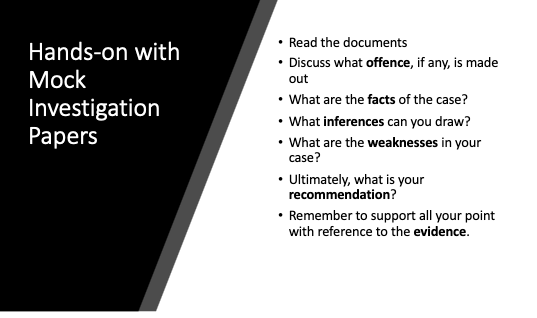 Hands-on with
Mock
Investigation
Papers
• Read the documents
• Discuss what offence, if any, is made
out
• What are the facts of the case?
• What inferences can you draw?
• What are the weaknesses in your
case?
• Ultimately, what is your
recommendation?
• Remember to support all your point
with reference to the evidence.